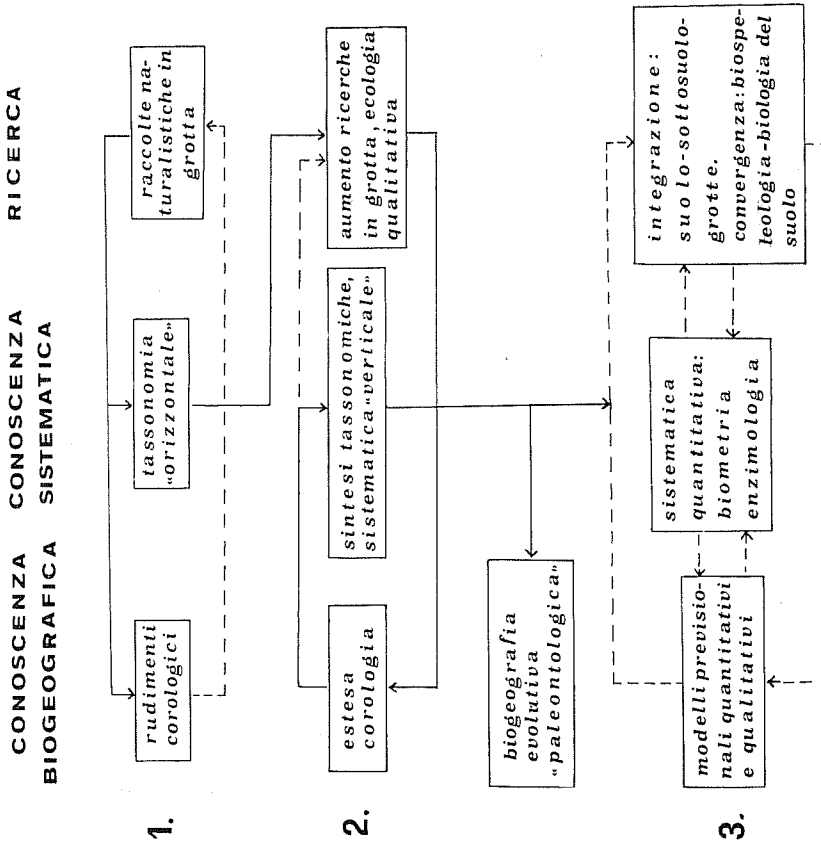 CONOSCENZA
BIOGEOGRAFICA
CONOSCENZA
SISTEMATICA
RICERCA
1.
rudimenti
corologici
tassonomia
«orizzontale»
raccolte na-
turalistiche in
grotta
2.
estesa
corologia
sintesi tassonomiche,
sistematica«verticale»
aumento ricerche
in grotta, ecologia
qualitativa
biogeografia
evolutiva
«paleontologica»
3.
modelli previsio-
nali quantitativi
e qualitativi
sistematica
quantitativa:
biometria
enzimologia
integrazione:
suolo-sottosuolo-
grotte.
convergenza:biospe-
leologia-biologia del
suolo